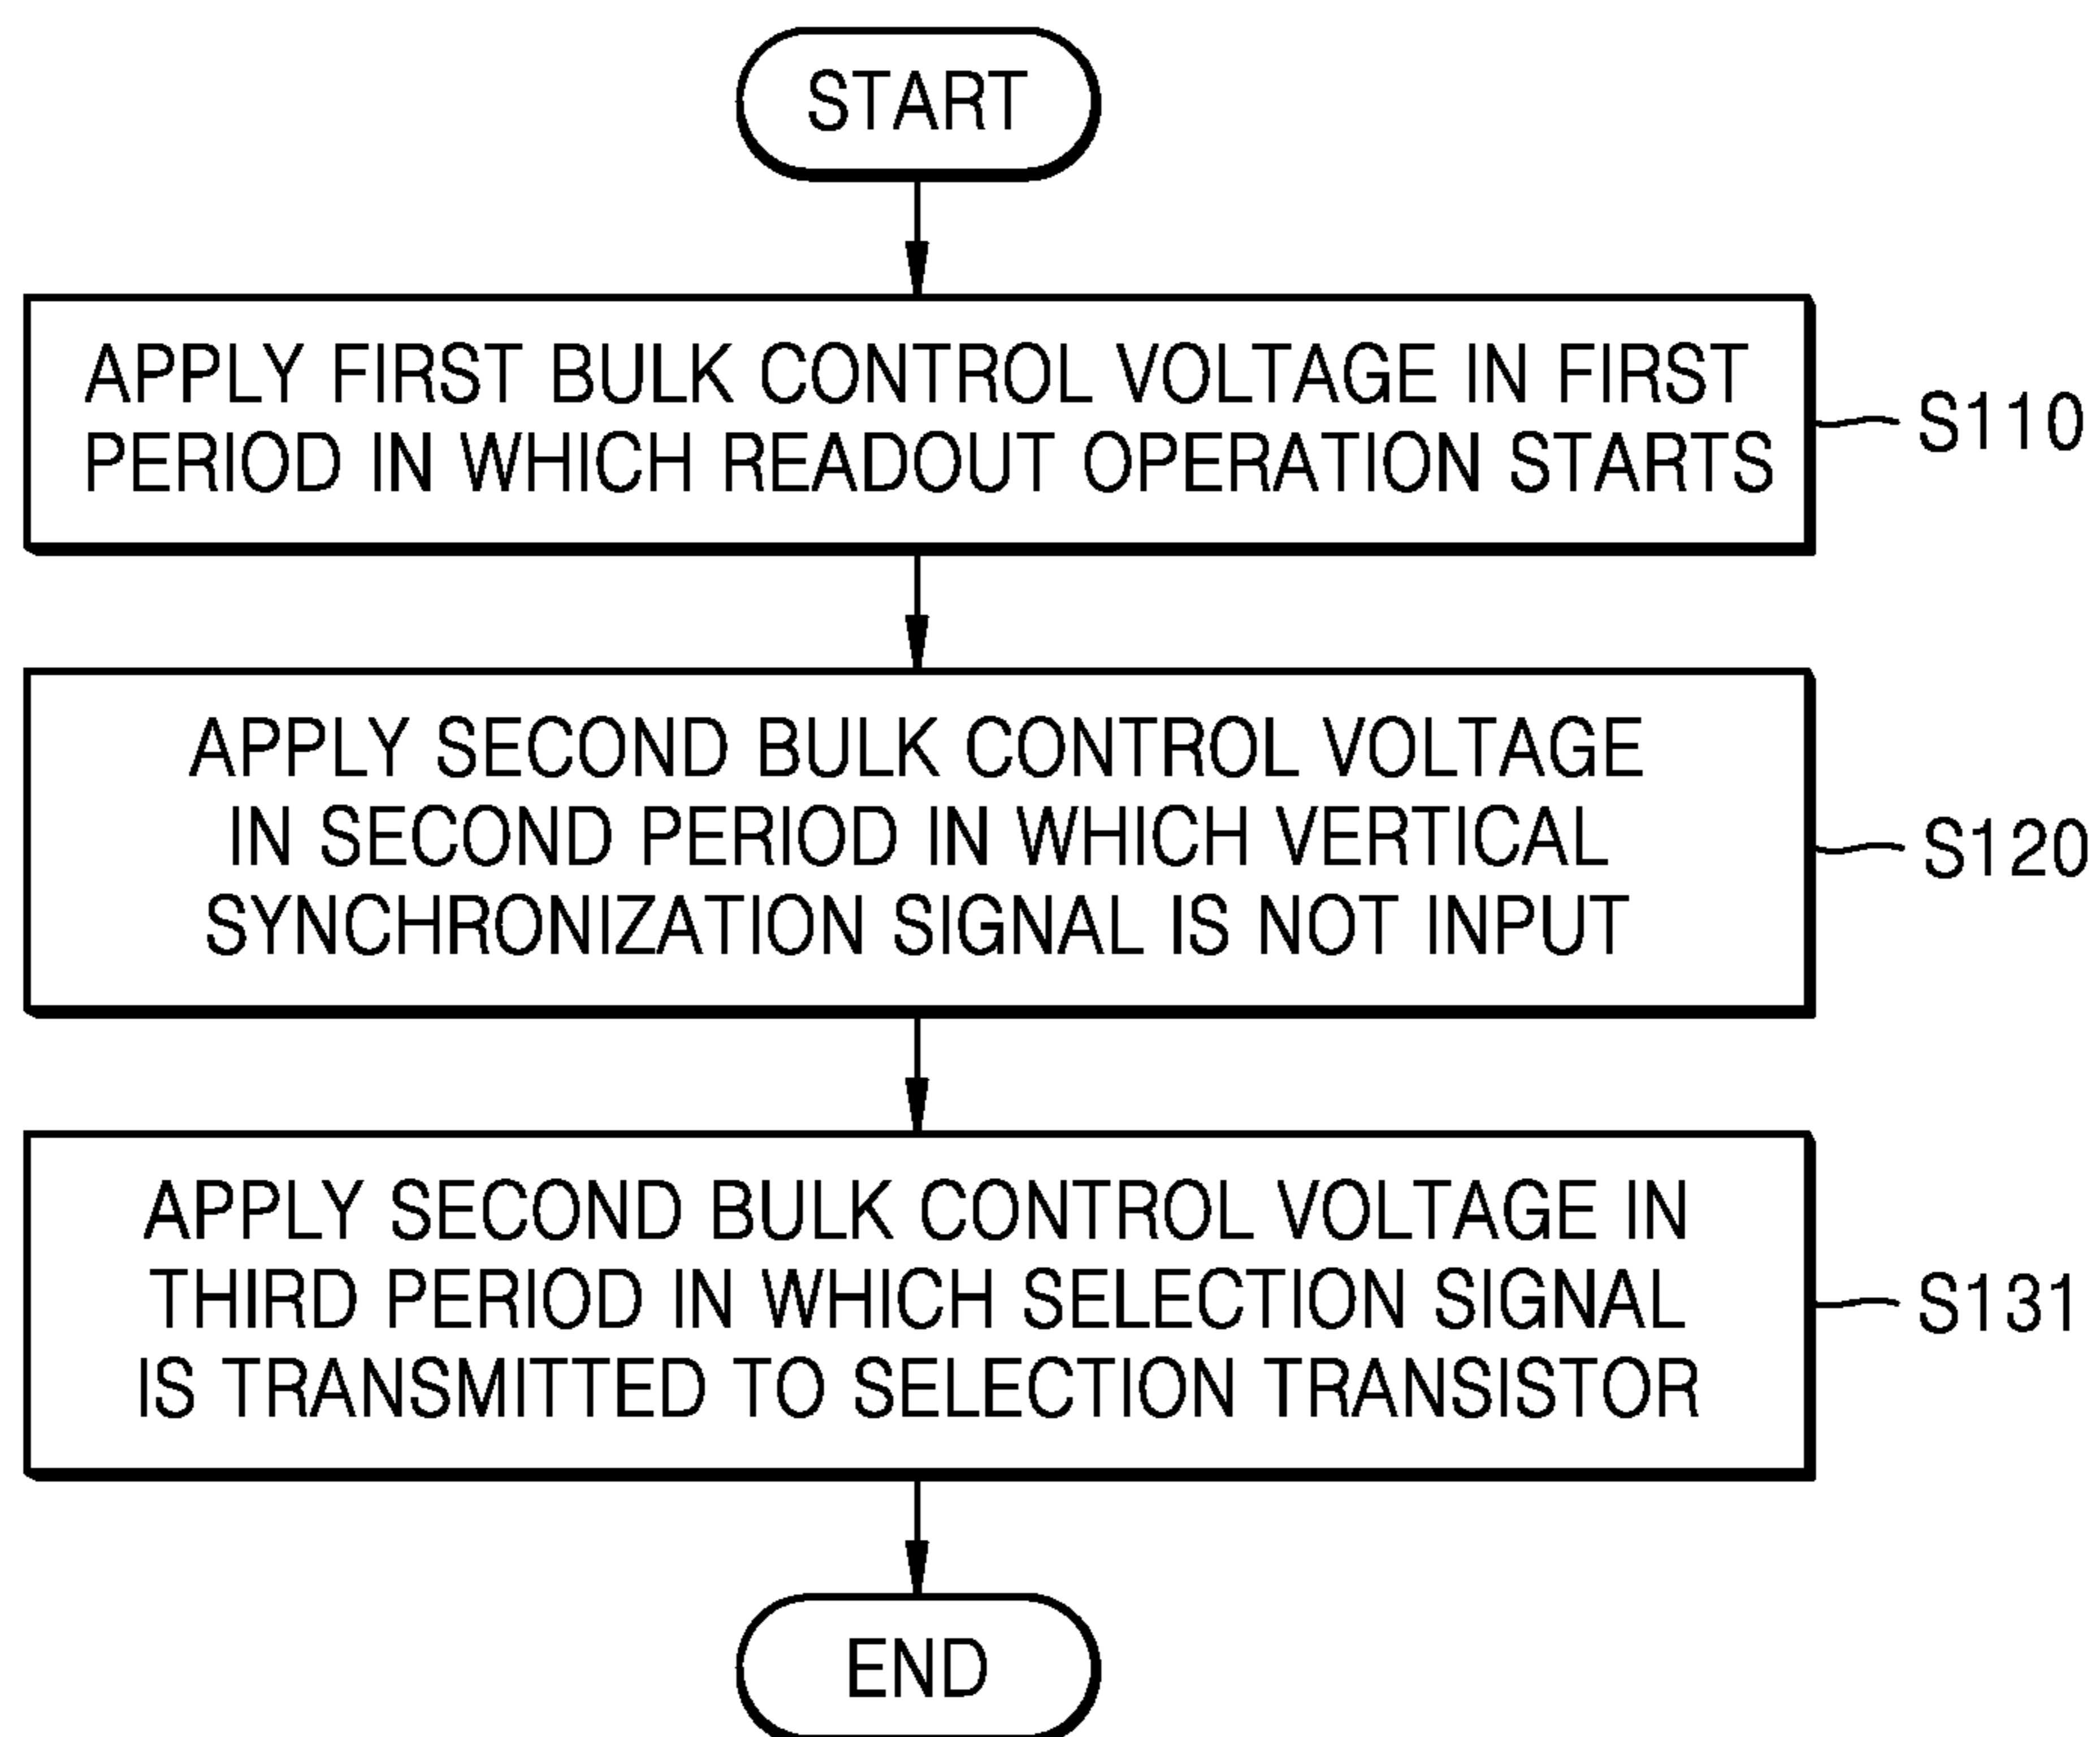 START
APPLY FIRST BULK CONTROL VOLTAGE IN FIRST
PERIOD IN WHICH READOUT OPERATION STARTS
S110
APPLY SECOND BULK CONTROL VOLTAGE
IN SECOND PERIOD IN WHICH VERTICAL
SYNCHRONIZATION SIGNAL IS NOT INPUT
S120
APPLY SECOND BULK CONTROL VOLTAGE IN
THIRD PERIOD IN WHICH SELECTION SIGNAL
IS TRANSMITTED TO SELECTION TRANSISTOR
S131
END